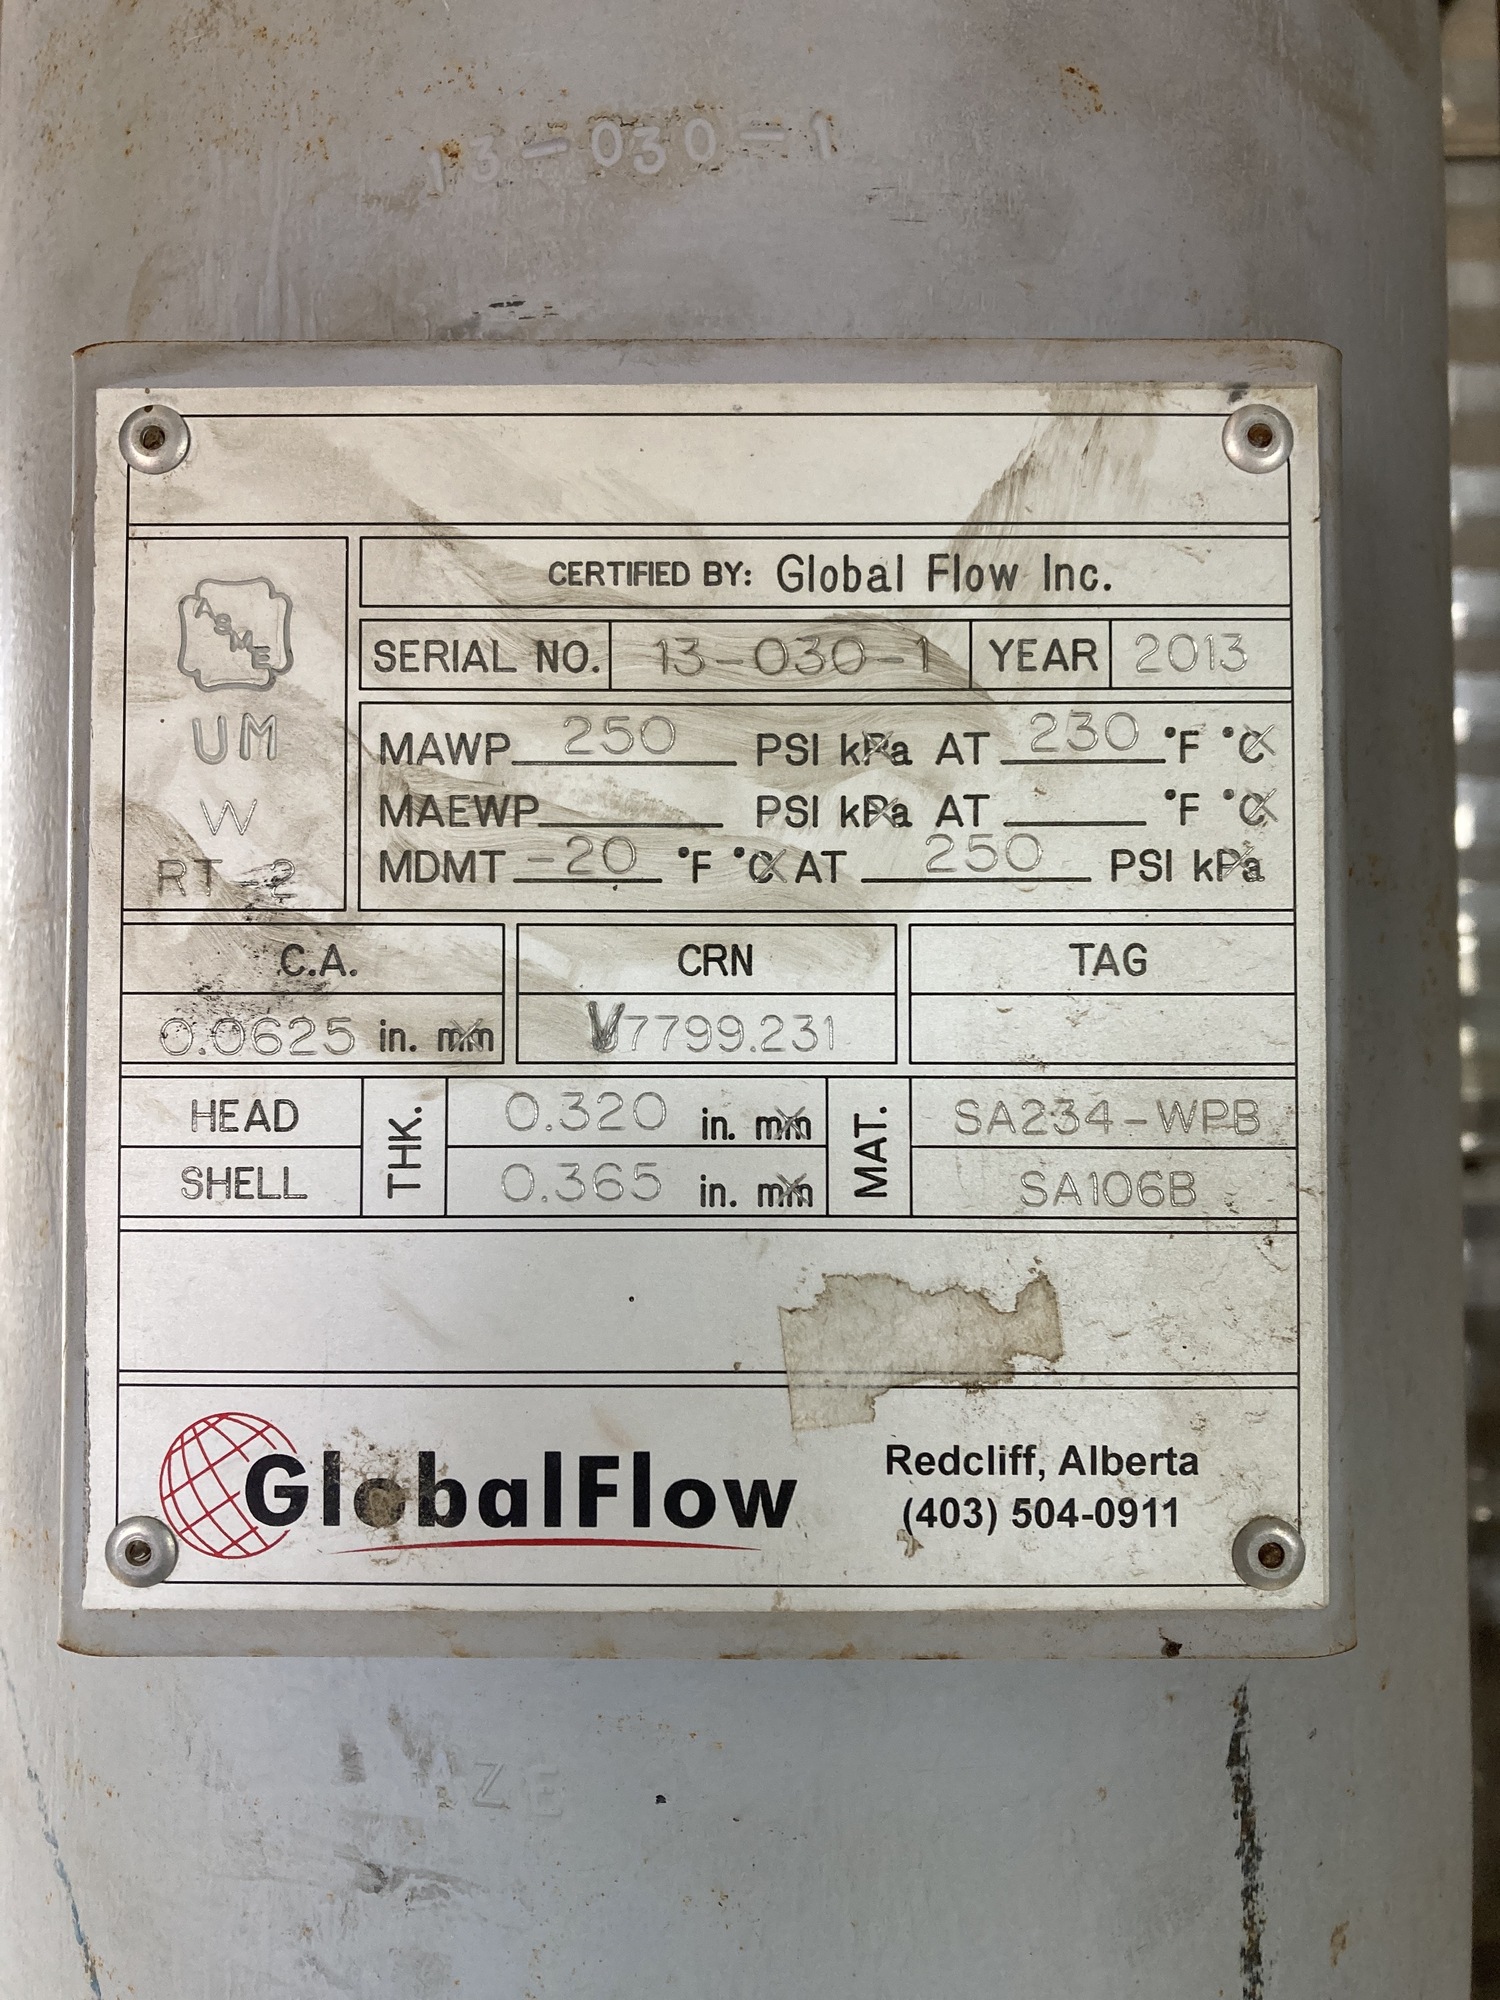 13-030-1
CERTIFIED BY: Global Flow Inc.
ASME
UM
W
RT-2
SERIAL NO. 13-030-1 YEAR 2013
MAWP 250 PSI kPa AT 230 °F °C
MAEWP PSI kPa AT °F °C
MDMT -20 °F °C AT 250 PSI kPa
C.A. CRN TAG
0.0625 in. mm V7799.231
HEAD THK. 0.320 in. mm MAT. SA234-WPB
SHELL 0.365 in. mm SA106B
GlobalFlow
Redcliff, Alberta
(403) 504-0911